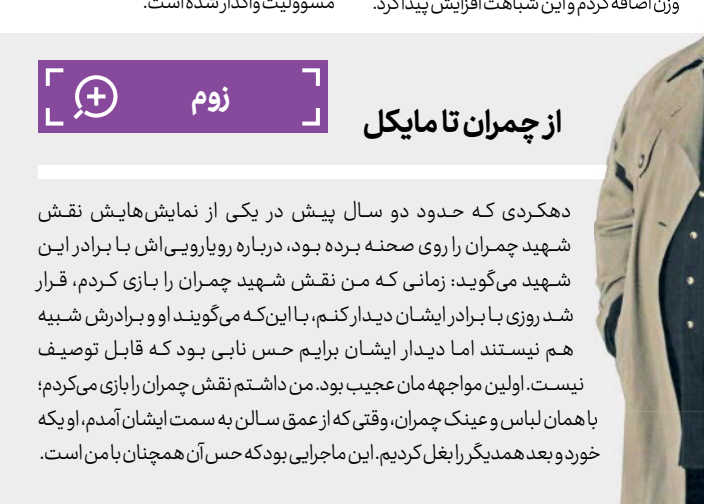 وزن اضافه کردم و این شباهت افزایش پیدا کرد.
مسوولیت واگذار شده است.
زوم
از چمران تا مایکل
دهکردی که حدود دو سال پیش در یکی از نمایش‌هایش نقش
شهید چمران را روی صحنه برده بود، درباره رویارویی‌اش با برادر این
شهید می‌گوید: زمانی که من نقش شهید چمران را بازی کردم، قرار
شد روزی با برادر ایشان دیدار کنم، با این‌که می‌گویند او و برادرش شبیه
هم نیستند اما دیدار ایشان برایم حس نابی بود که قابل توصیف
نیست. اولین مواجهه مان عجیب بود. من داشتم نقش چمران را بازی می‌کردم؛
با همان لباس و عینک چمران، وقتی که از عمق سالن به سمت ایشان آمدم، او یکه
خورد و بعد همدیگر را بغل کردیم. این ماجرایی بود که حس آن همچنان با من است.